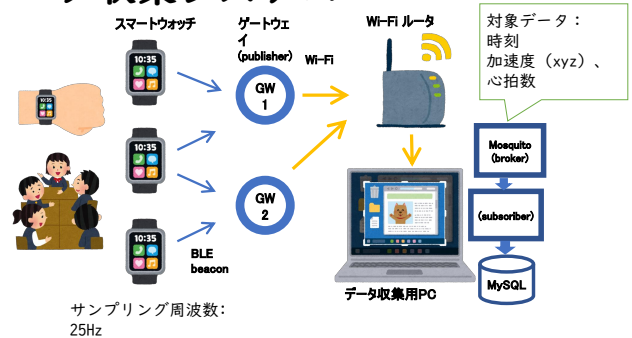 スマートウォッチ
ゲートウェ
イ
(publisher)
Wi-Fi
Wi-Fi ルータ
対象データ：
時刻
加速度（xyz）、
心拍数
10:35
10:35
10:35
10:35
GW
1
GW
2
BLE
beacon
Mosquito
(broker)
(subscriber)
MySQL
データ収集用PC
サンプリング周波数:
25Hz